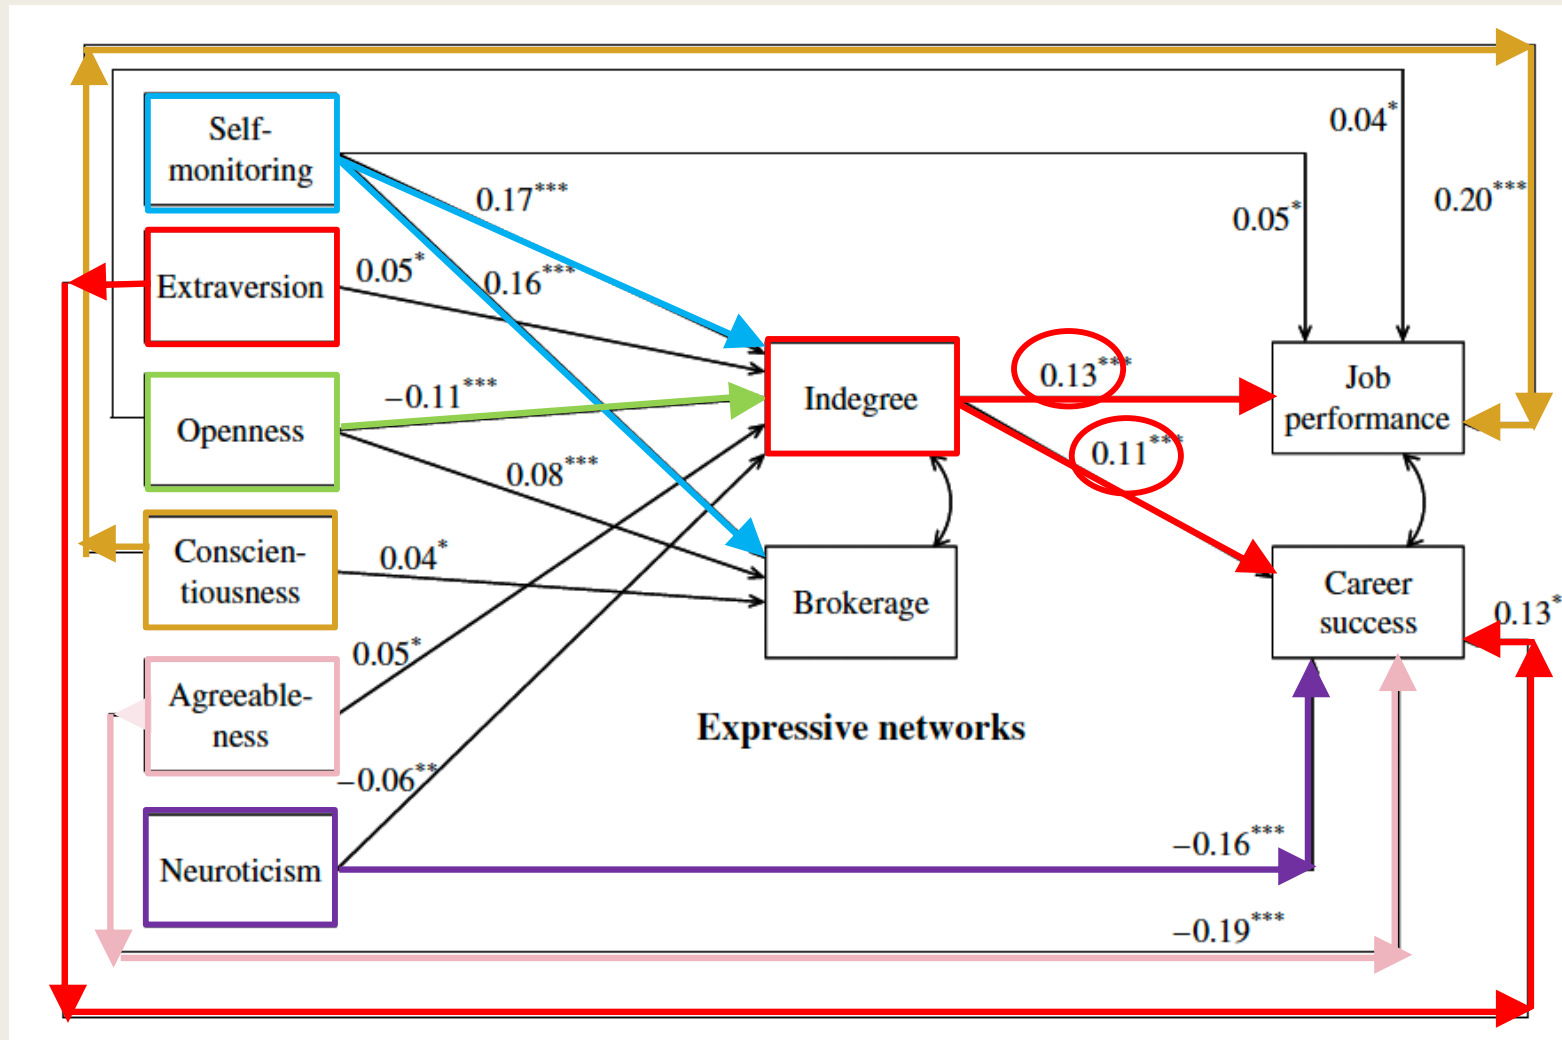 Self-
monitoring
Extraversion
Openness
Conscien-
tiousness
Agreeable-
ness
Neuroticism
0.17***
0.05*
0.16***
−0.11***
0.08***
0.04*
0.05*
−0.06**
Indegree
Brokerage
Expressive networks
0.04*
0.20***
0.05*
0.13***
0.11***
Job
performance
Career
success
0.13*
−0.16***
−0.19***